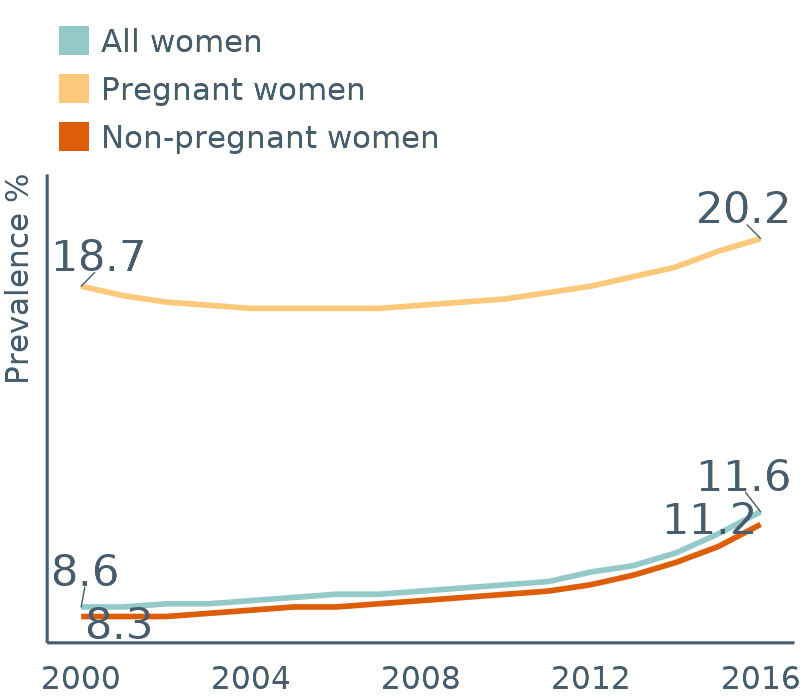 All women
Pregnant women
Non-pregnant women
Prevalence %
18.7
20.2
11.6
11.2
8.6
8.3
2000 2004 2008 2012 2016